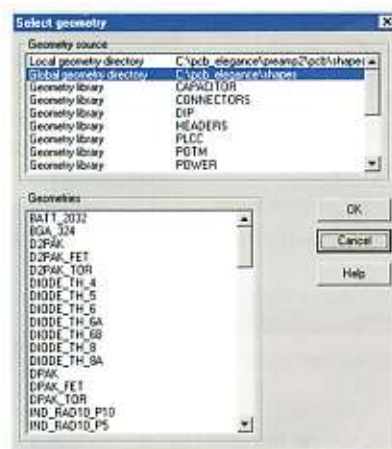 Select geometry
Geometry source
Local geometry directory C:\pcb_elegance\preamp2\pcb\shapes
Global geometry directory C:\pcb_elegance\shapes
Geometry library CAPACITOR
Geometry library CONNECTORS
Geometry library DIP
Geometry library HEADERS
Geometry library PLCC
Geometry library POTM
Geometry library POWER
Geometries
BATT_2032
BGA_324
D2PAK
D2PAK_FET
D2PAK_TOR
DIODE_TH_4
DIODE_TH_5
DIODE_TH_6
DIODE_TH_6A
DIODE_TH_6B
DIODE_TH_8
DIODE_TH_8A
DPAK
DPAK_FET
DPAK_TOR
IND_RAD10_P10
IND_RAD10_P5
OK
Cancel
Help